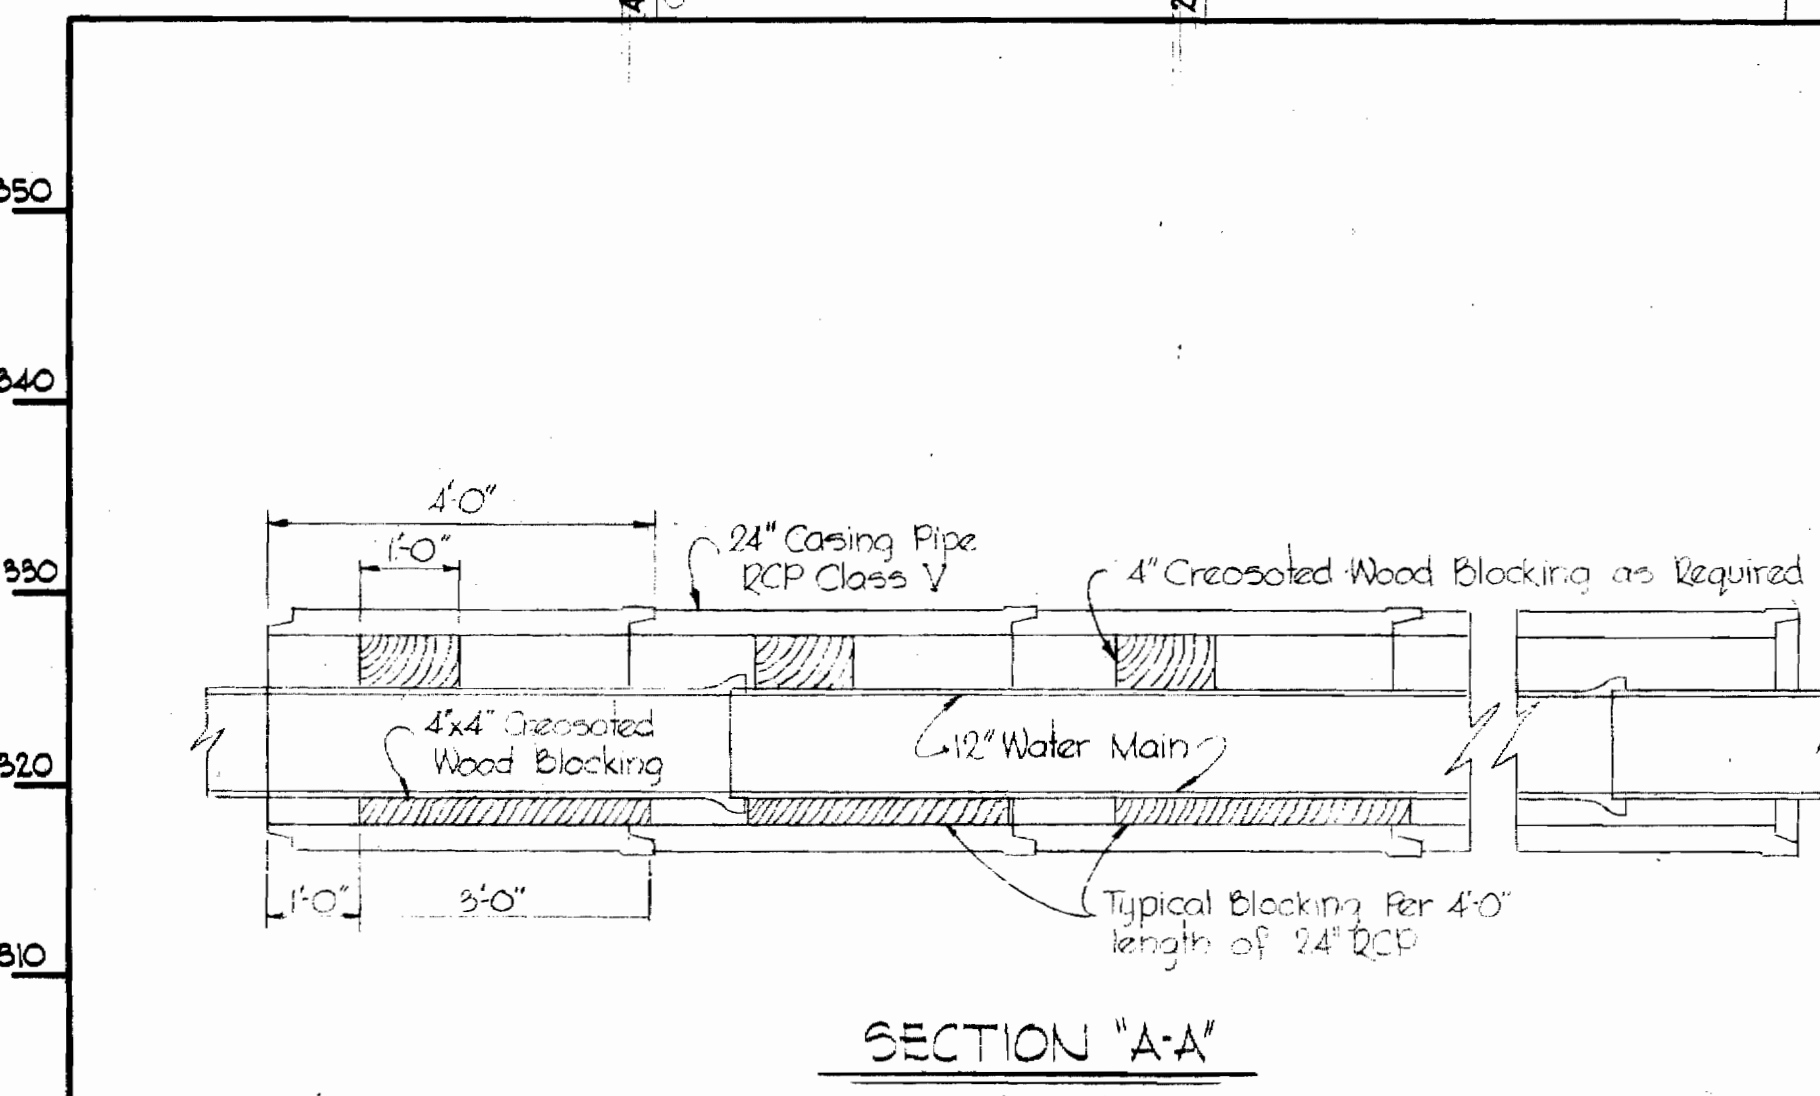 350
340
330
320
310
4'-0"
1'-0"
24" Casing Pipe
RCP Class V
4" Creosoted Wood Blocking as Required
4"x4" Creosoted
Wood Blocking
12" Water Main
1'-0"
3'-0"
Typical Blocking Per 4'-0"
length of 24" RCP
SECTION "A-A"